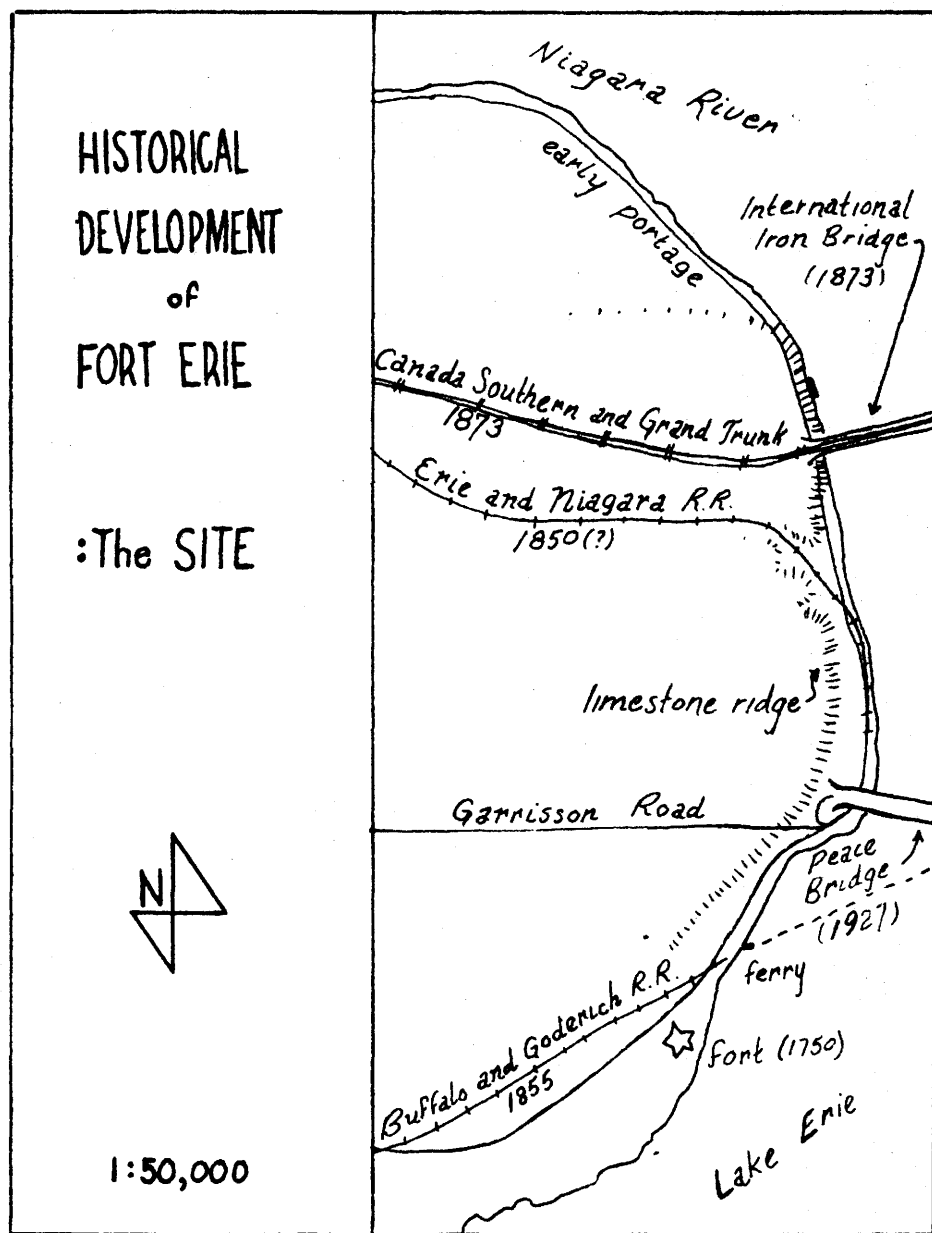 HISTORICAL
DEVELOPMENT
of
FORT ERIE
:The SITE
N
1:50,000
Niagara River
early portage
International
Iron Bridge
(1873)
Canada Southern and Grand Trunk
1873
Erie and Niagara R.R.
1850(?)
limestone ridge
Garrisson Road
Peace
Bridge
(1927)
ferry
Buffalo and Goderich R.R.
1855
fort (1750)
Lake Erie